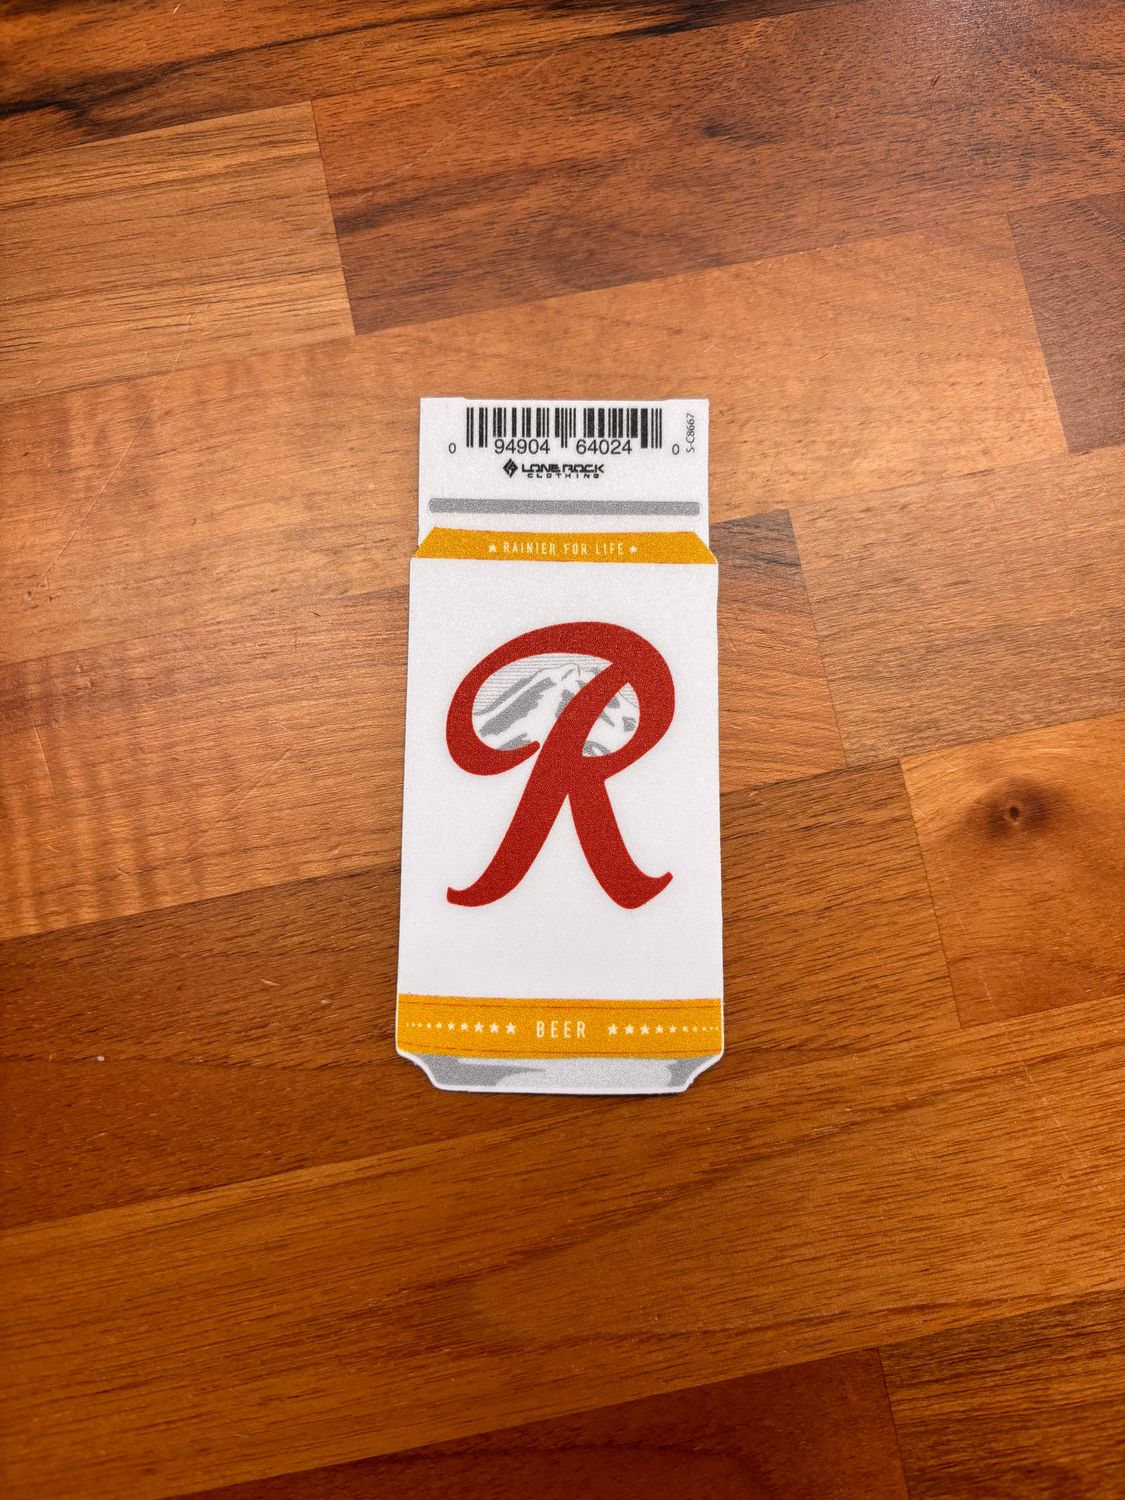 0 94904 64024 0
S-C8667
LONE ROCK
CLOTHING
★ RAINIER FOR LIFE ★
R
BEER